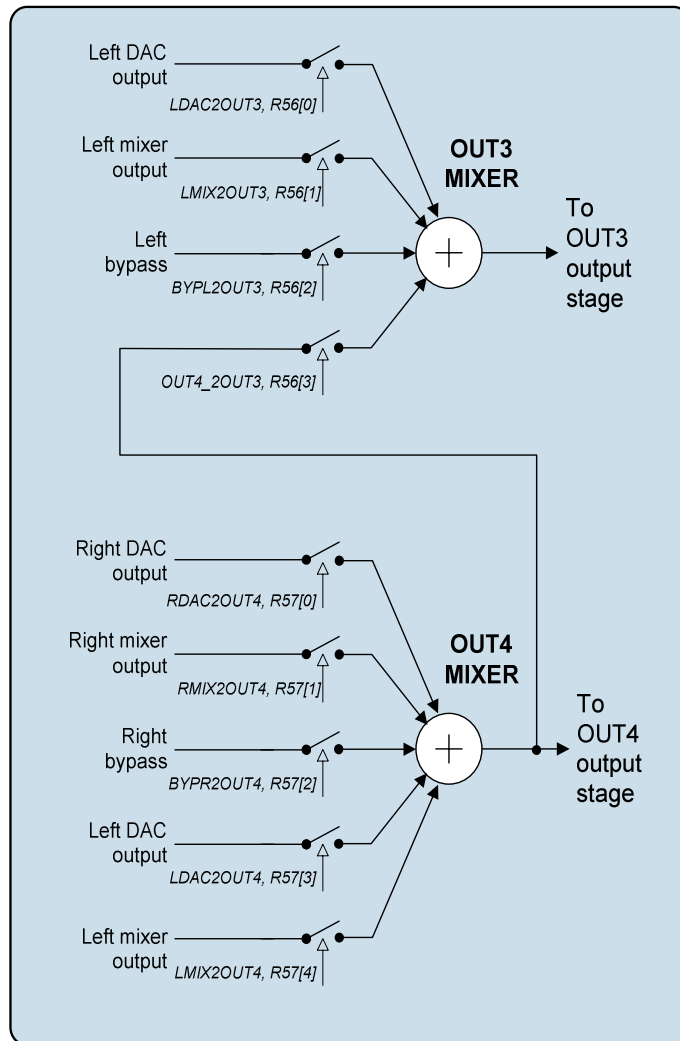 Left DAC
output
LDAC2OUT3, R56[0]
Left mixer
output
LMIX2OUT3, R56[1]
OUT3
MIXER
Left
bypass
BYPL2OUT3, R56[2]
To
OUT3
output
stage
OUT4_2OUT3, R56[3]
Right DAC
output
RDAC2OUT4, R57[0]
Right mixer
output
RMIX2OUT4, R57[1]
OUT4
MIXER
Right
bypass
BYPR2OUT4, R57[2]
To
OUT4
output
stage
Left DAC
output
LDAC2OUT4, R57[3]
Left mixer
output
LMIX2OUT4, R57[4]